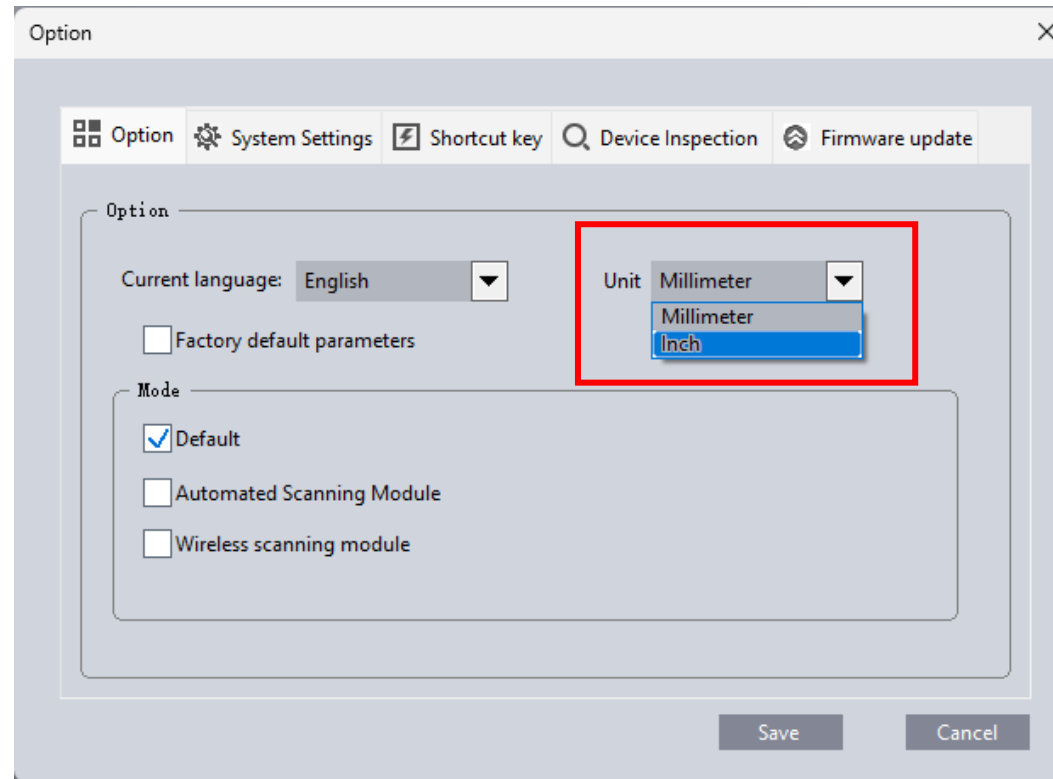 Option
Option System Settings Shortcut key Device Inspection Firmware update
Option
Current language: English Unit Millimeter
Millimeter
Factory default parameters Inch
Mode
Default
Automated Scanning Module
Wireless scanning module
Save Cancel